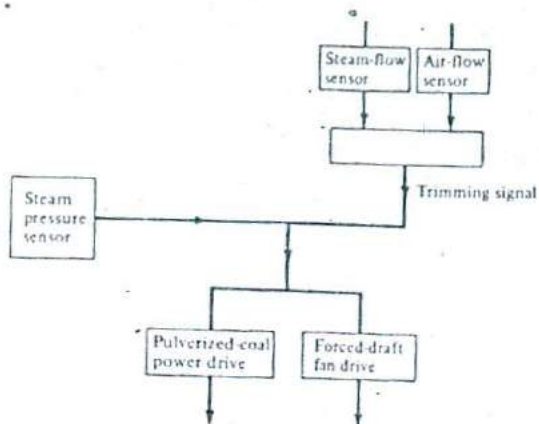 Steam-flow
sensor
Air-flow
sensor
Trimming signal
Steam
pressure
sensor
Pulverized-coal
power drive
Forced-draft
fan drive